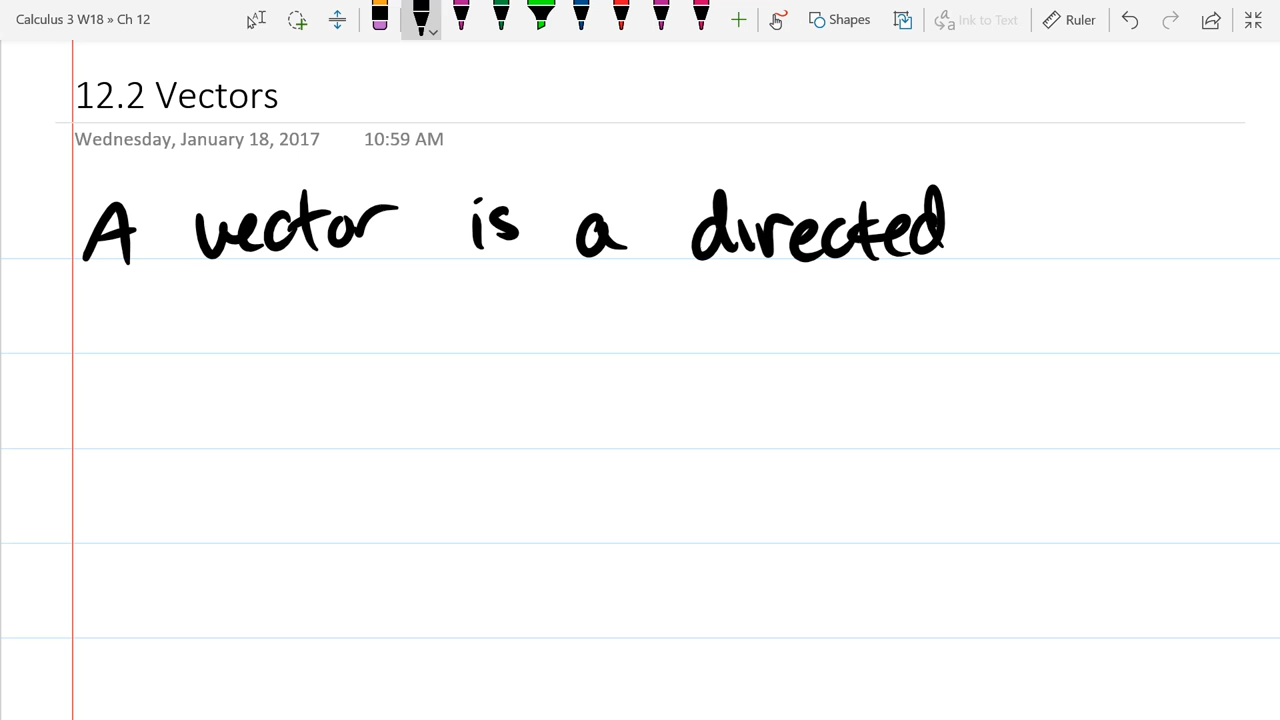 Calculus 3 W18 » Ch 12
Shapes
Link to Text
Ruler
12.2 Vectors
Wednesday, January 18, 2017 10:59 AM
A vector is a directed